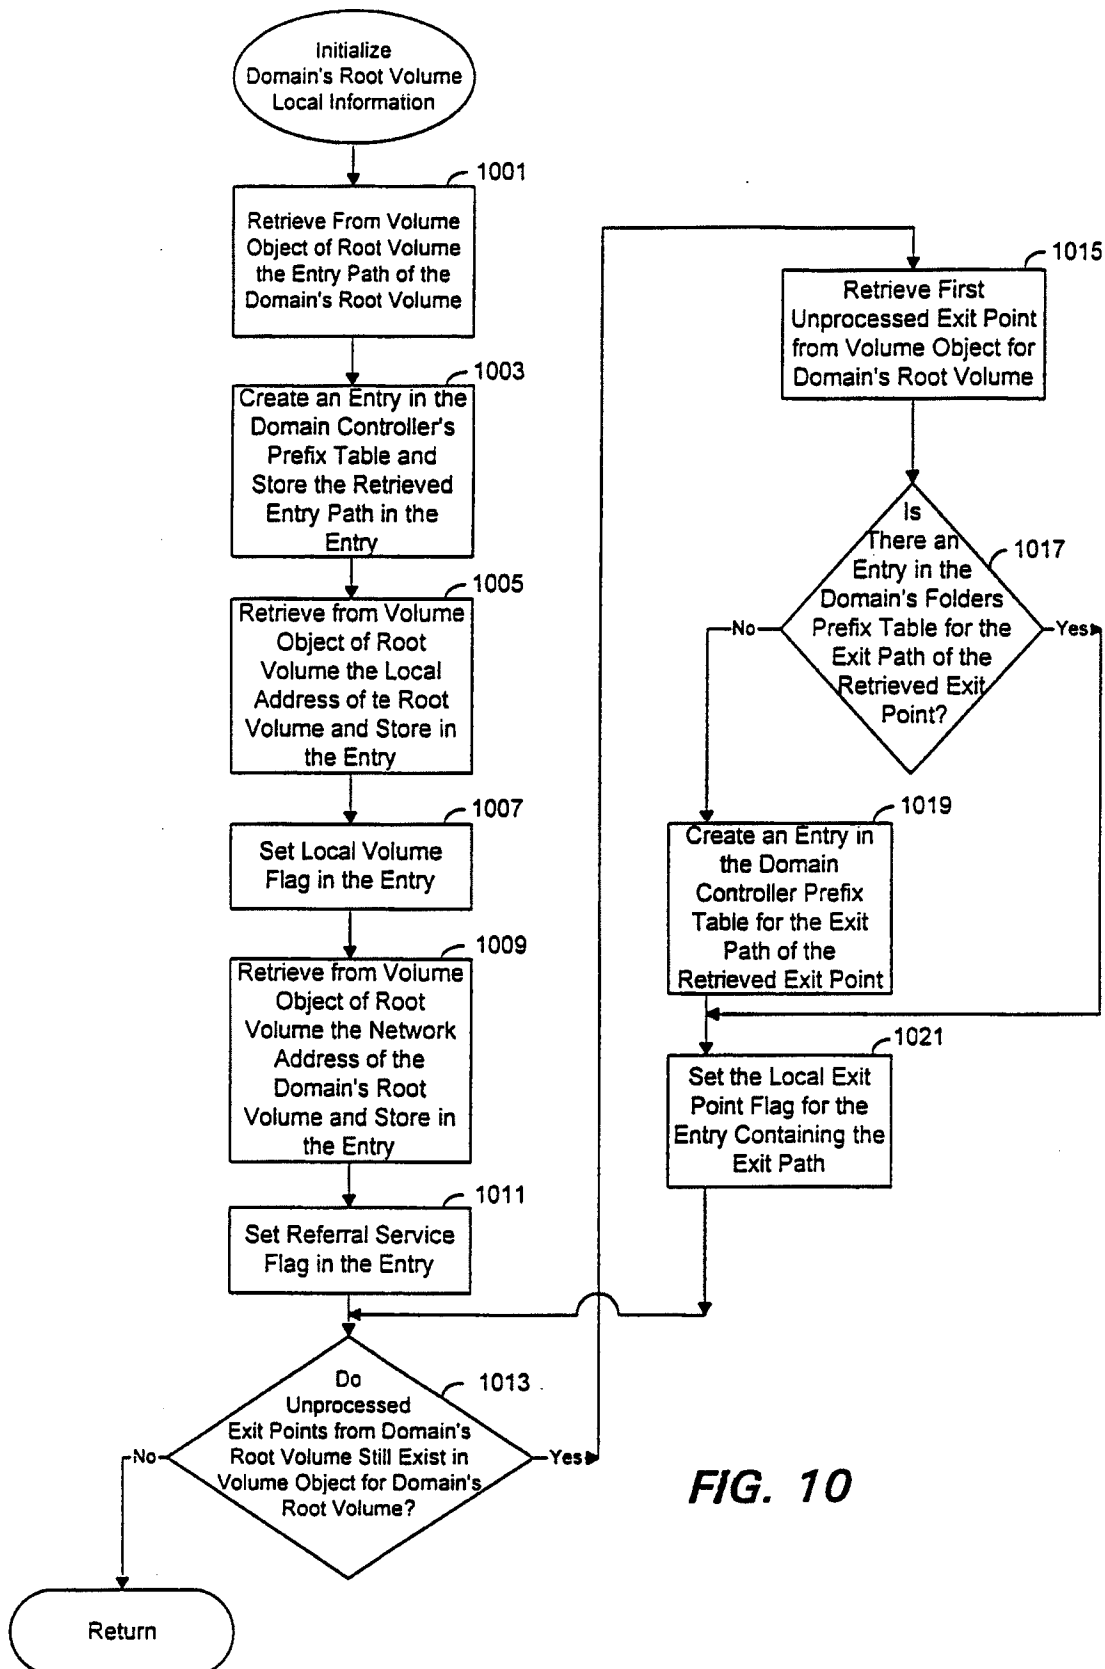 Initialize
Domain's Root Volume
Local Information
1001
Retrieve From Volume
Object of Root Volume
the Entry Path of the
Domain's Root Volume
1003
Create an Entry in the
Domain Controller's
Prefix Table and
Store the Retrieved
Entry Path in the
Entry
1005
Retrieve from Volume
Object of Root
Volume the Local
Address of te Root
Volume and Store in
the Entry
1007
Set Local Volume
Flag in the Entry
1009
Retrieve from Volume
Object of Root
Volume the Network
Address of the
Domain's Root
Volume and Store in
the Entry
1011
Set Referral Service
Flag in the Entry
1013
Do
Unprocessed
Exit Points from Domain's
Root Volume Still Exist in
Volume Object for Domain's
Root Volume?
No
Yes
Return
1015
Retrieve First
Unprocessed Exit Point
from Volume Object for
Domain's Root Volume
1017
Is
There an
Entry in the
Domain's Folders
Prefix Table for the
Exit Path of the
Retrieved Exit
Point?
No
Yes
1019
Create an Entry in
the Domain
Controller Prefix
Table for the Exit
Path of the
Retrieved Exit Point
1021
Set the Local Exit
Point Flag for the
Entry Containing the
Exit Path
FIG. 10